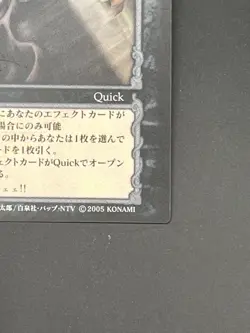 Quick
にあなたのエフェクトカードが
場合にのみ可能
の中からあなたは1枚を選んで
ードを1枚引く。
ェクトカードがQuickでオープン
る。
ェェ!!
太郎/白泉社・バップ・NTV ©2005 KONAMI